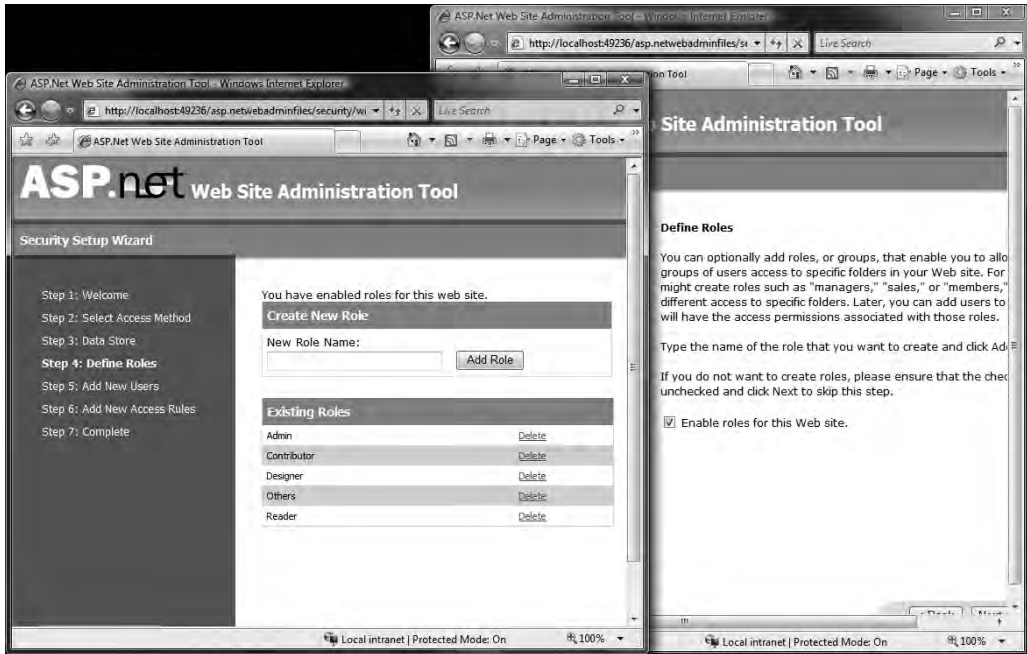 ASP.Net Web Site Administration Tool - Windows Internet Explorer
http://localhost:49236/asp.netwebadminfiles/se
Live Search
ion Tool
Page
Tools
Site Administration Tool
Define Roles
You can optionally add roles, or groups, that enable you to allo
groups of users access to specific folders in your Web site. For
might create roles such as "managers," "sales," or "members,"
different access to specific folders. Later, you can add users to
will have the access permissions associated with those roles.
Type the name of the role that you want to create and click Add
If you do not want to create roles, please ensure that the chec
unchecked and click Next to skip this step.
Enable roles for this Web site.
Local intranet | Protected Mode: On
100%
ASP.Net Web Site Administration Tool - Windows Internet Explorer
http://localhost:49236/asp.netwebadminfiles/security/wi
Live Search
ASP.Net Web Site Administration Tool
Page
Tools
ASP.net Web Site Administration Tool
Security Setup Wizard
Step 1: Welcome
Step 2: Select Access Method
Step 3: Data Store
Step 4: Define Roles
Step 5: Add New Users
Step 6: Add New Access Rules
Step 7: Complete
You have enabled roles for this web site.
Create New Role
New Role Name:
Add Role
Existing Roles
Admin Delete
Contributor Delete
Designer Delete
Others Delete
Reader Delete
Local intranet | Protected Mode: On
100%